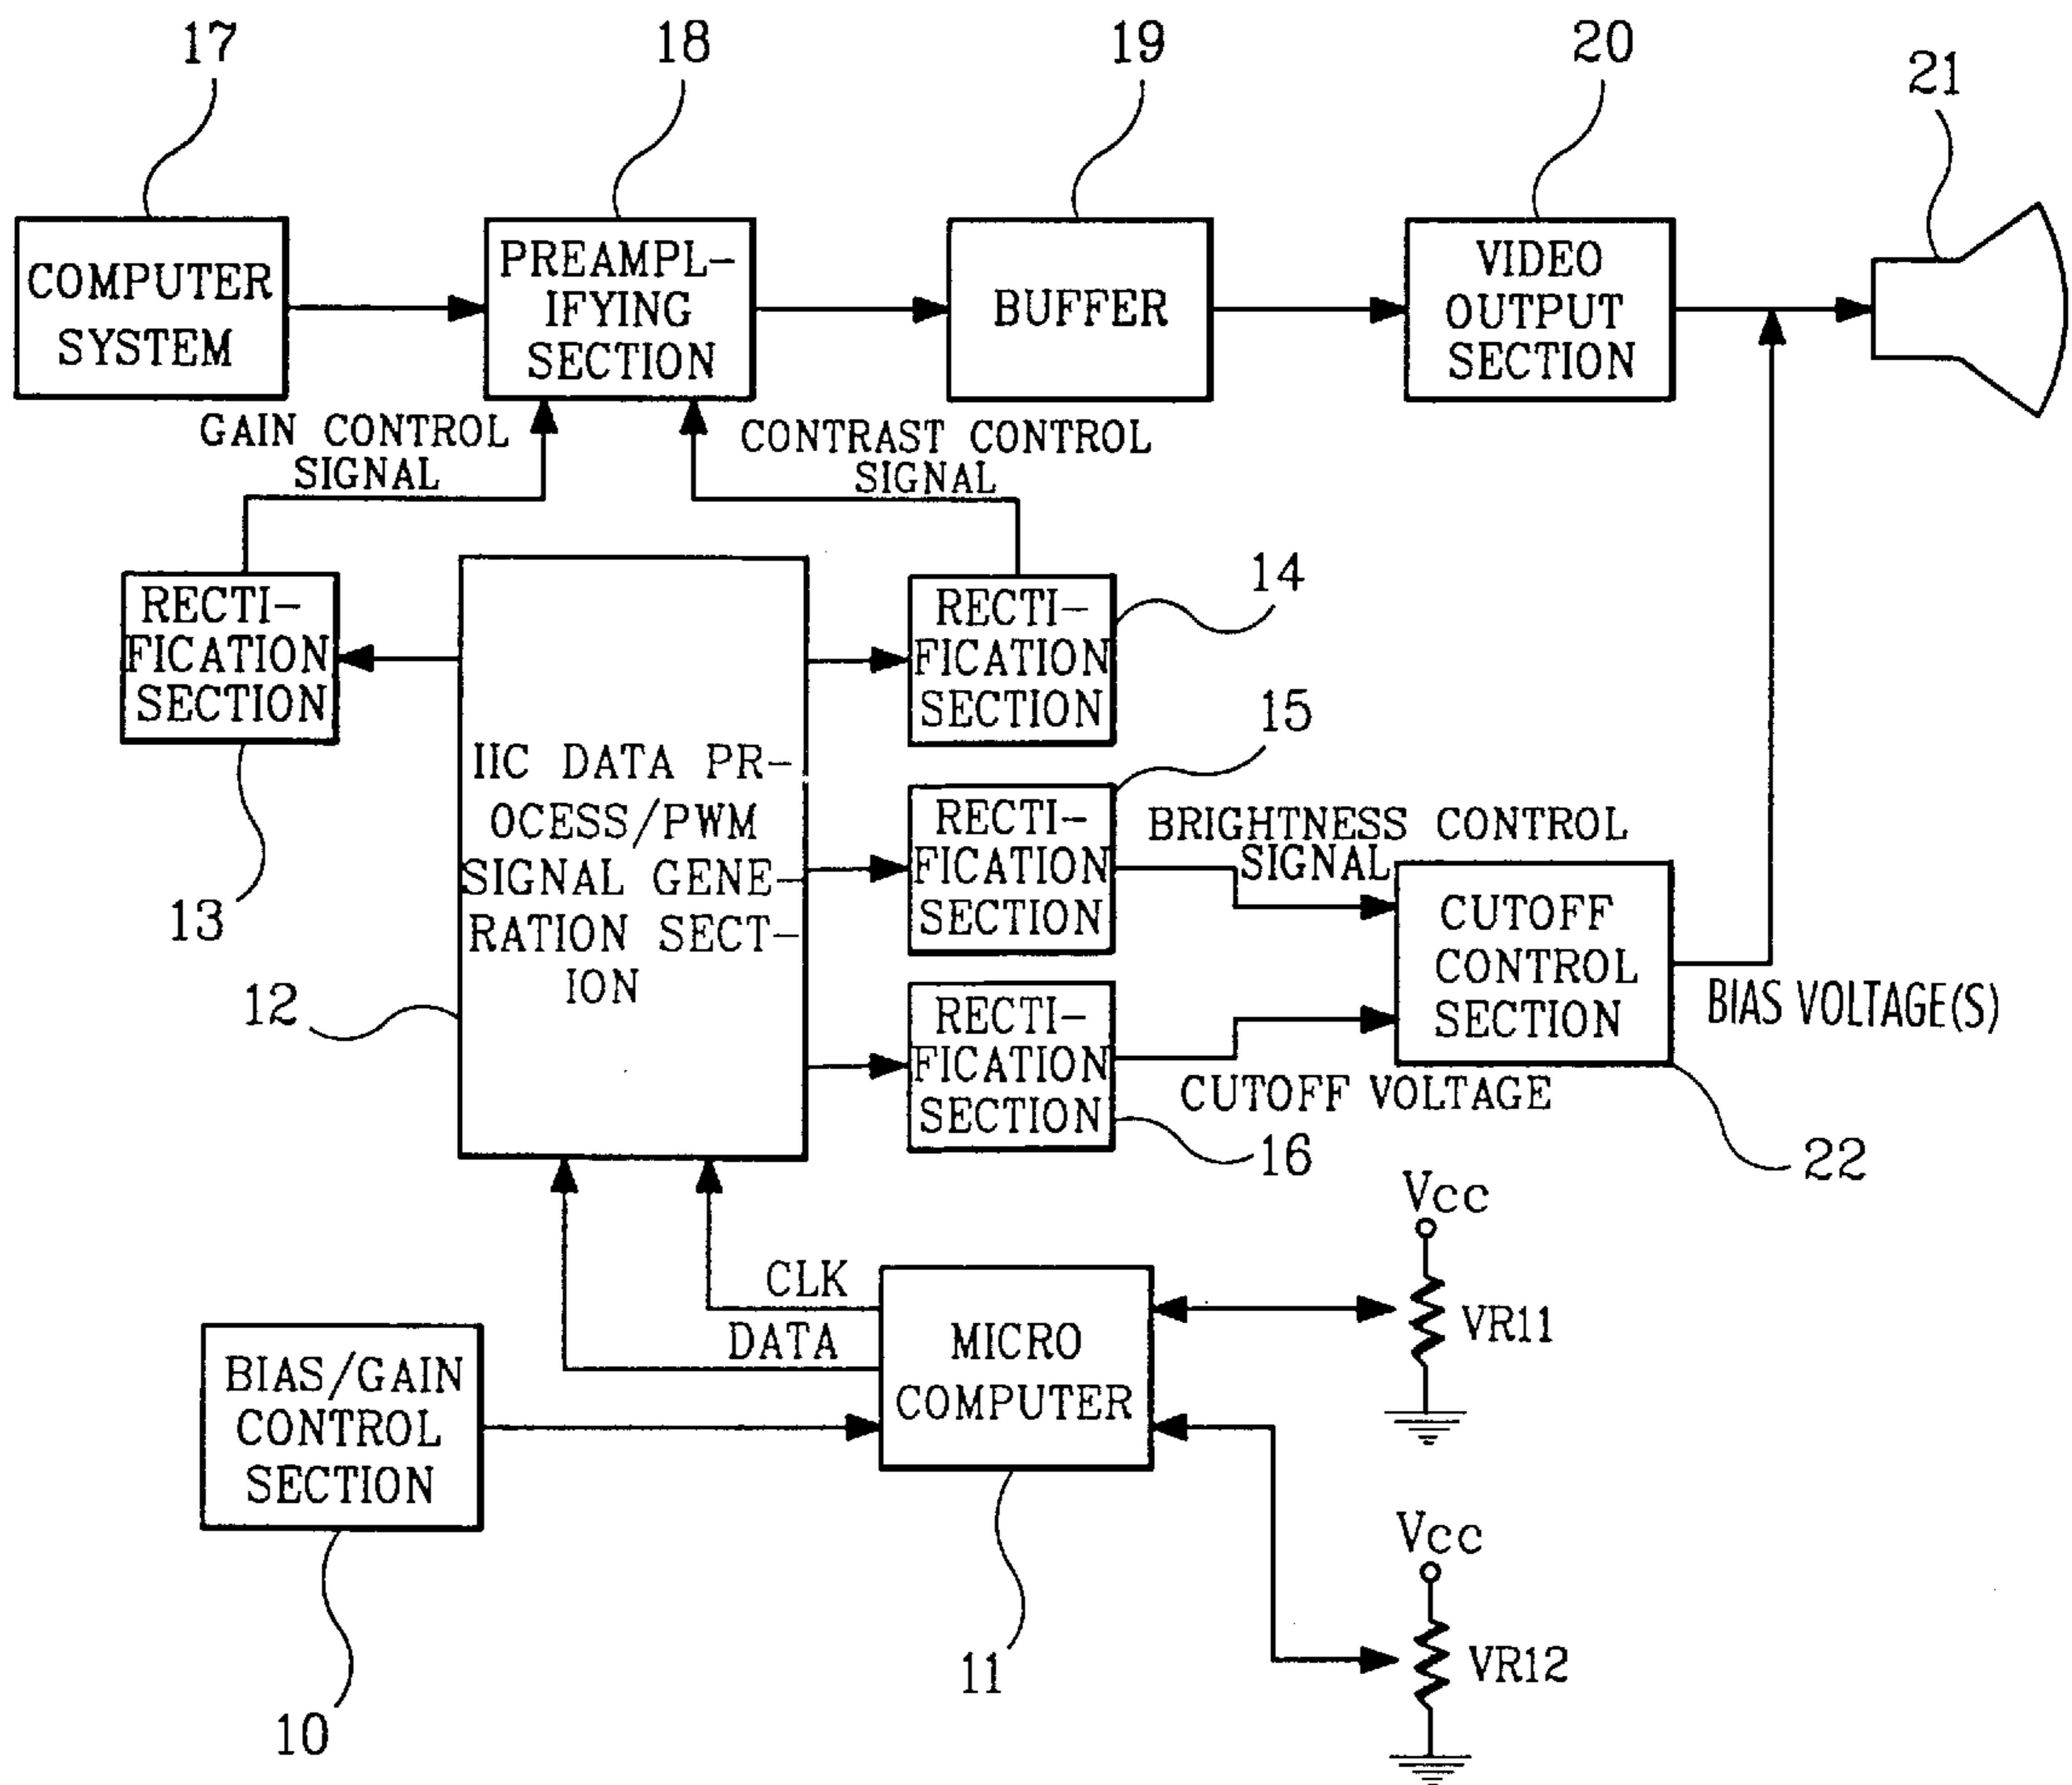 17
18
19
20
21
COMPUTER
SYSTEM
PREAMPL-
IFYING
SECTION
BUFFER
VIDEO
OUTPUT
SECTION
GAIN CONTROL
SIGNAL
CONTRAST CONTROL
SIGNAL
RECTI-
FICATION
SECTION
13
IIC DATA PR-
OCESS/PWM
SIGNAL GENE-
RATION SECT-
ION
12
RECTI-
FICATION
SECTION
14
RECTI-
FICATION
SECTION
15
BRIGHTNESS CONTROL
SIGNAL
RECTI-
FICATION
SECTION
16
CUTOFF VOLTAGE
CUTOFF
CONTROL
SECTION
22
BIAS VOLTAGE(S)
CLK
DATA
MICRO
COMPUTER
11
BIAS/GAIN
CONTROL
SECTION
10
Vcc
VR11
Vcc
VR12